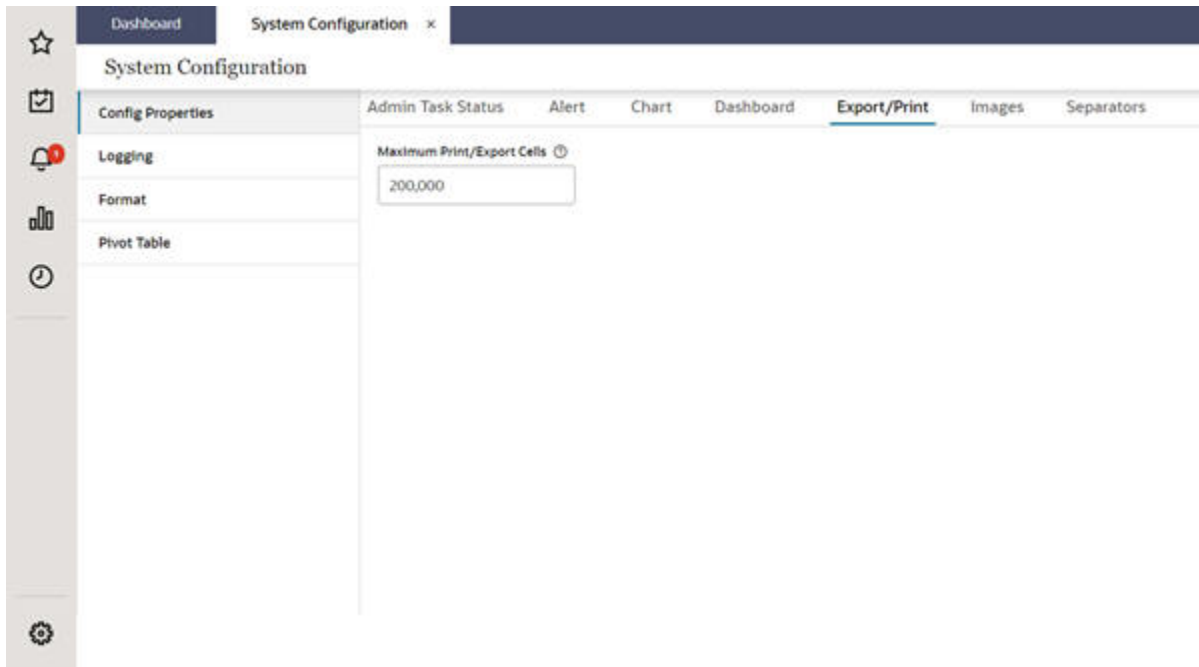 Dashboard
System Configuration ×
System Configuration
Config Properties
Logging
Format
Pivot Table
Admin Task Status Alert Chart Dashboard Export/Print Images Separators
Maximum Print/Export Cells
200,000